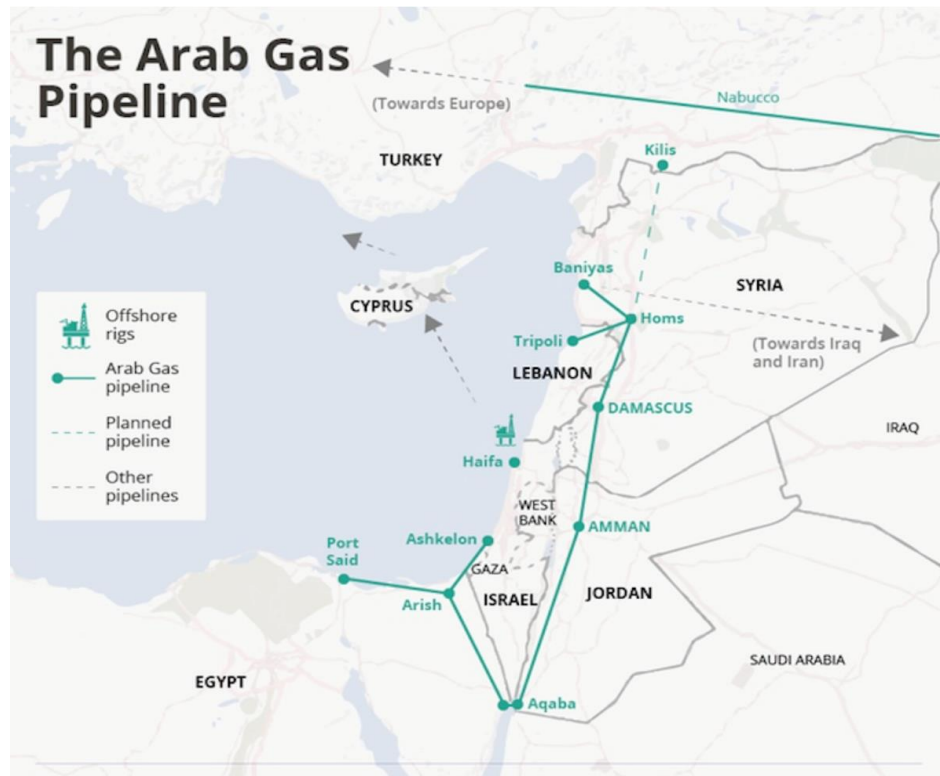 The Arab Gas
Pipeline
Nabucco
(Towards Europe)
TURKEY
Kilis
Baniyas
SYRIA
CYPRUS
Offshore
rigs
Homs
Tripoli
(Towards Iraq
and Iran)
Arab Gas
pipeline
LEBANON
DAMASCUS
Planned
pipeline
IRAQ
Haifa
Other
pipelines
WEST
BANK
AMMAN
Ashkelon
Port
Said
GAZA
JORDAN
ISRAEL
Arish
SAUDI ARABIA
EGYPT
Aqaba